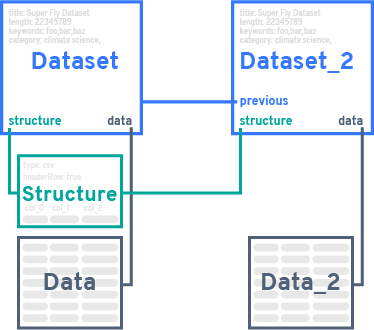 title: Super Fly Dataset
length: 22345789
keywords: foo,bar,baz
category: climate science,
Dataset
structure
data
title: Super Fly Dataset
length: 22345789
keywords: foo,bar,baz
category: climate science,
Dataset_2
previous
structure
data
type: csv
headerRow: true
Structure
col_0 col_1 col_2
Data
Data_2